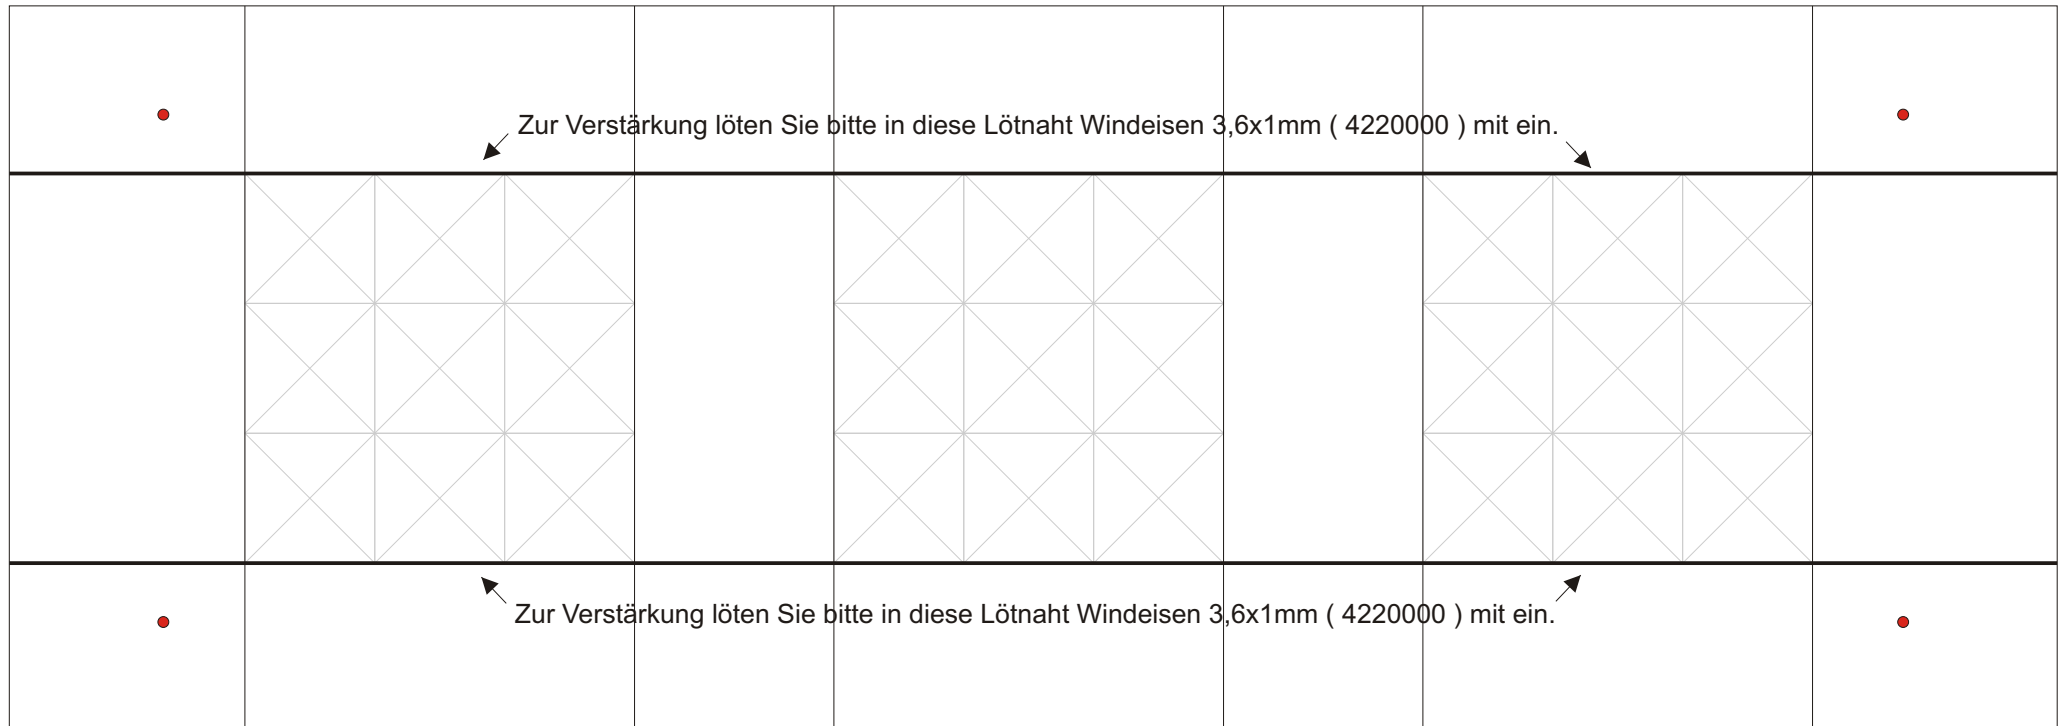 Zur Verstärkung löten Sie bitte in diese Lötnaht Windeisen 3,6x1mm ( 4220000 ) mit ein.
Zur Verstärkung löten Sie bitte in diese Lötnaht Windeisen 3,6x1mm ( 4220000 ) mit ein.